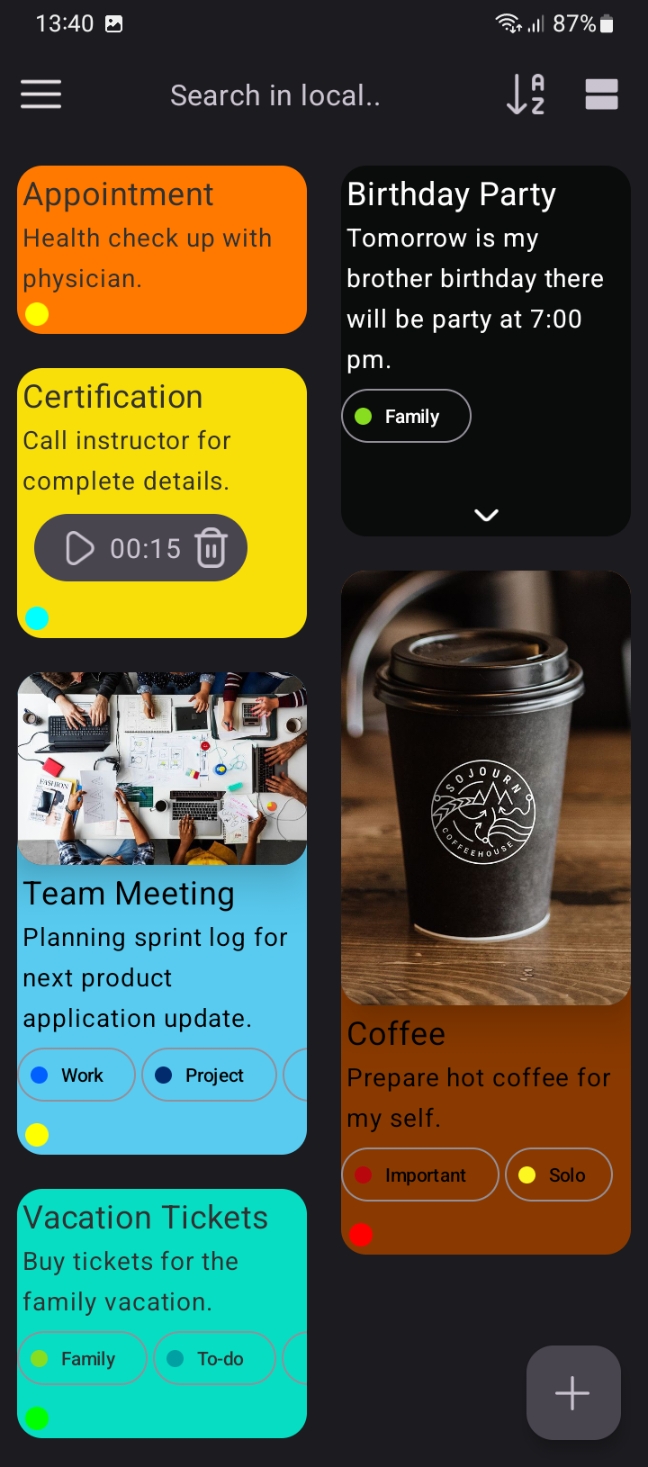 13:40
87%
Search in local..
A
Z
Appointment
Health check up with
physician.
Certification
Call instructor for
complete details.
00:15
FASHION
Team Meeting
Planning sprint log for
next product
application update.
Work
Project
Vacation Tickets
Buy tickets for the
family vacation.
Family
To-do
Birthday Party
Tomorrow is my
brother birthday there
will be party at 7:00
pm.
Family
SOJOURN
COFFEEHOUSE
Coffee
Prepare hot coffee for
my self.
Important
Solo